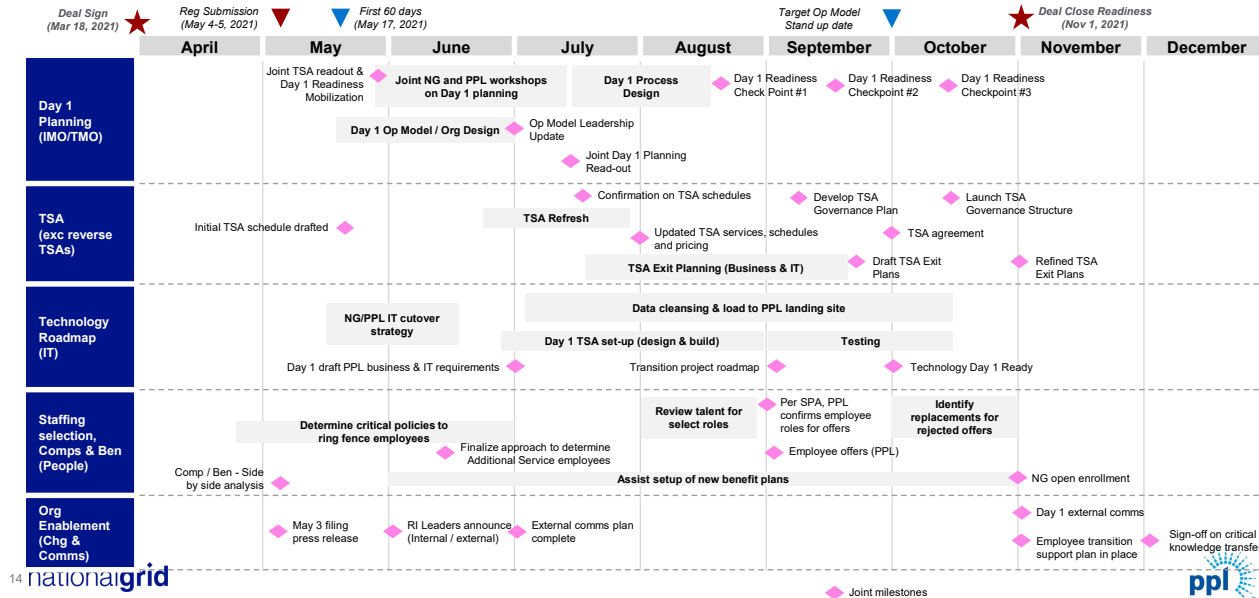 Deal Sign
(Mar 18, 2021)
Reg Submission
(May 4-5, 2021)
First 60 days
(May 17, 2021)
Target Op Model
Stand up date
Deal Close Readiness
(Nov 1, 2021)
April
May
June
July
August
September
October
November
December
Day 1
Planning
(IMO/TMO)
Joint TSA readout &
Day 1 Readiness
Mobilization
Joint NG and PPL workshops
on Day 1 planning
Day 1 Process
Design
Day 1 Readiness
Check Point #1
Day 1 Readiness
Checkpoint #2
Day 1 Readiness
Checkpoint #3
Day 1 Op Model / Org Design
Op Model Leadership
Update
Joint Day 1 Planning
Read-out
TSA
(exc reverse
TSAs)
Confirmation on TSA schedules
Develop TSA
Governance Plan
Launch TSA
Governance Structure
Initial TSA schedule drafted
TSA Refresh
Updated TSA services, schedules
and pricing
TSA agreement
TSA Exit Planning (Business & IT)
Draft TSA Exit
Plans
Refined TSA
Exit Plans
Technology
Roadmap
(IT)
NG/PPL IT cutover
strategy
Data cleansing & load to PPL landing site
Day 1 TSA set-up (design & build)
Testing
Day 1 draft PPL business & IT requirements
Transition project roadmap
Technology Day 1 Ready
Staffing
selection,
Comps & Ben
(People)
Determine critical policies to
ring fence employees
Review talent for
select roles
Per SPA, PPL
confirms employee
roles for offers
Identify
replacements for
rejected offers
Finalize approach to determine
Additional Service employees
Employee offers (PPL)
Comp / Ben - Side
by side analysis
Assist setup of new benefit plans
NG open enrollment
Org
Enablement
(Chg &
Comms)
May 3 filing
press release
RI Leaders announce
(Internal / external)
External comms plan
complete
Day 1 external comms
Employee transition
support plan in place
Sign-off on critical
knowledge transfe
14
nationalgrid
Joint milestones
ppl